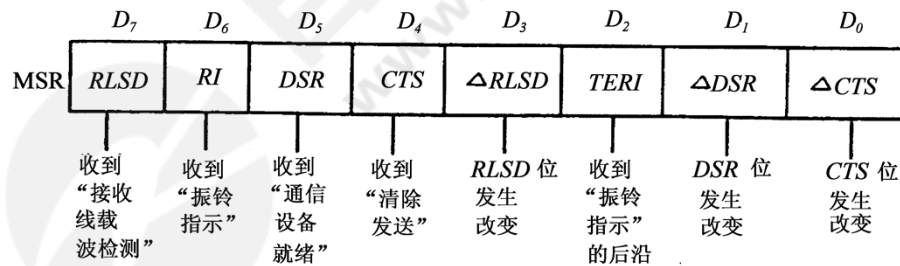 D₇ D₆ D₅ D₄ D₃ D₂ D₁ D₀
MSR RLSD RI DSR CTS △RLSD TERI △DSR △CTS
收到
“接收
线载
波检测”
收到
“振铃
指示”
收到
“通信
设备
就绪”
收到
“清除
发送”
RLSD 位
发生
改变
收到
“振铃
指示”
的后沿
DSR 位
发生
改变
CTS 位
发生
改变